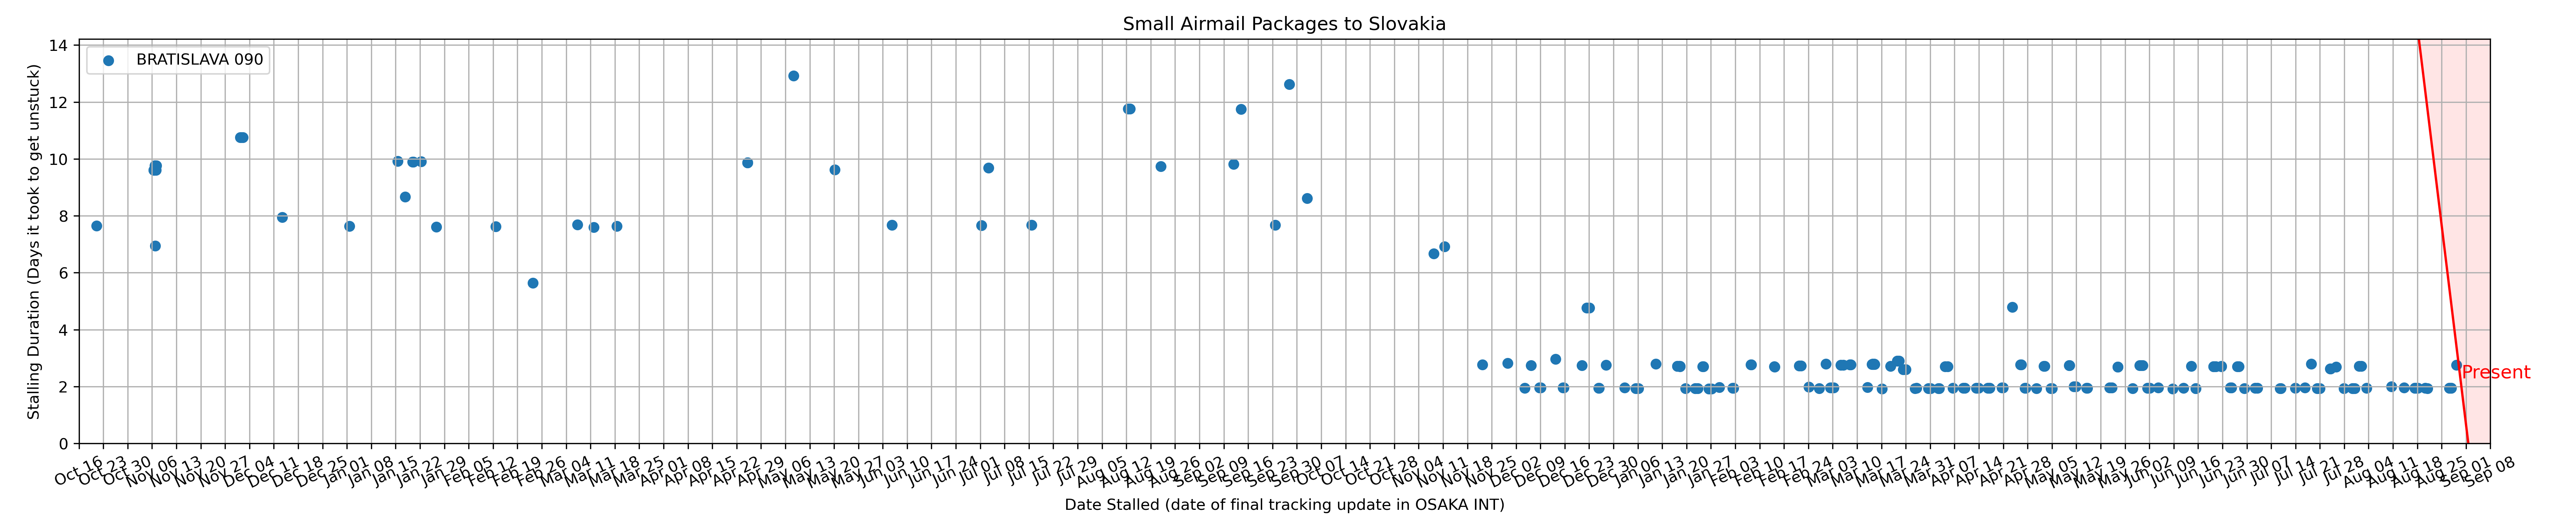 Small Airmail Packages to Slovakia
BRATISLAVA 090
Stalling Duration (Days it took to get unstuck)
14
12
10
8
6
4
2
0
Present
Oct 16 Oct 23 Oct 30 Nov 06 Nov 13 Nov 20 Nov 27 Dec 04 Dec 11 Dec 18 Dec 25 Jan 01 Jan 08 Jan 15 Jan 22 Jan 29 Feb 05 Feb 12 Feb 19 Feb 26 Mar 04 Mar 11 Mar 18 Mar 25 Apr 01 Apr 08 Apr 15 Apr 22 Apr 29 May 06 May 13 May 20 May 27 Jun 03 Jun 10 Jun 17 Jun 24 Jul 01 Jul 08 Jul 15 Jul 22 Jul 29 Aug 05 Aug 12 Aug 19 Aug 26 Sep 02 Sep 09 Sep 16 Sep 23 Sep 30 Oct 07 Oct 14 Oct 21 Oct 28 Nov 04 Nov 11 Nov 18 Nov 25 Dec 02 Dec 09 Dec 16 Dec 23 Dec 30 Jan 06 Jan 13 Jan 20 Jan 27 Feb 03 Feb 10 Feb 17 Feb 24 Mar 03 Mar 10 Mar 17 Mar 24 Mar 31 Apr 07 Apr 14 Apr 21 Apr 28 May 05 May 12 May 19 May 26 Jun 02 Jun 09 Jun 16 Jun 23 Jun 30 Jul 07 Jul 14 Jul 21 Jul 28 Aug 04 Aug 11 Aug 18 Aug 25 Sep 01 Sep 08
Date Stalled (date of final tracking update in OSAKA INT)